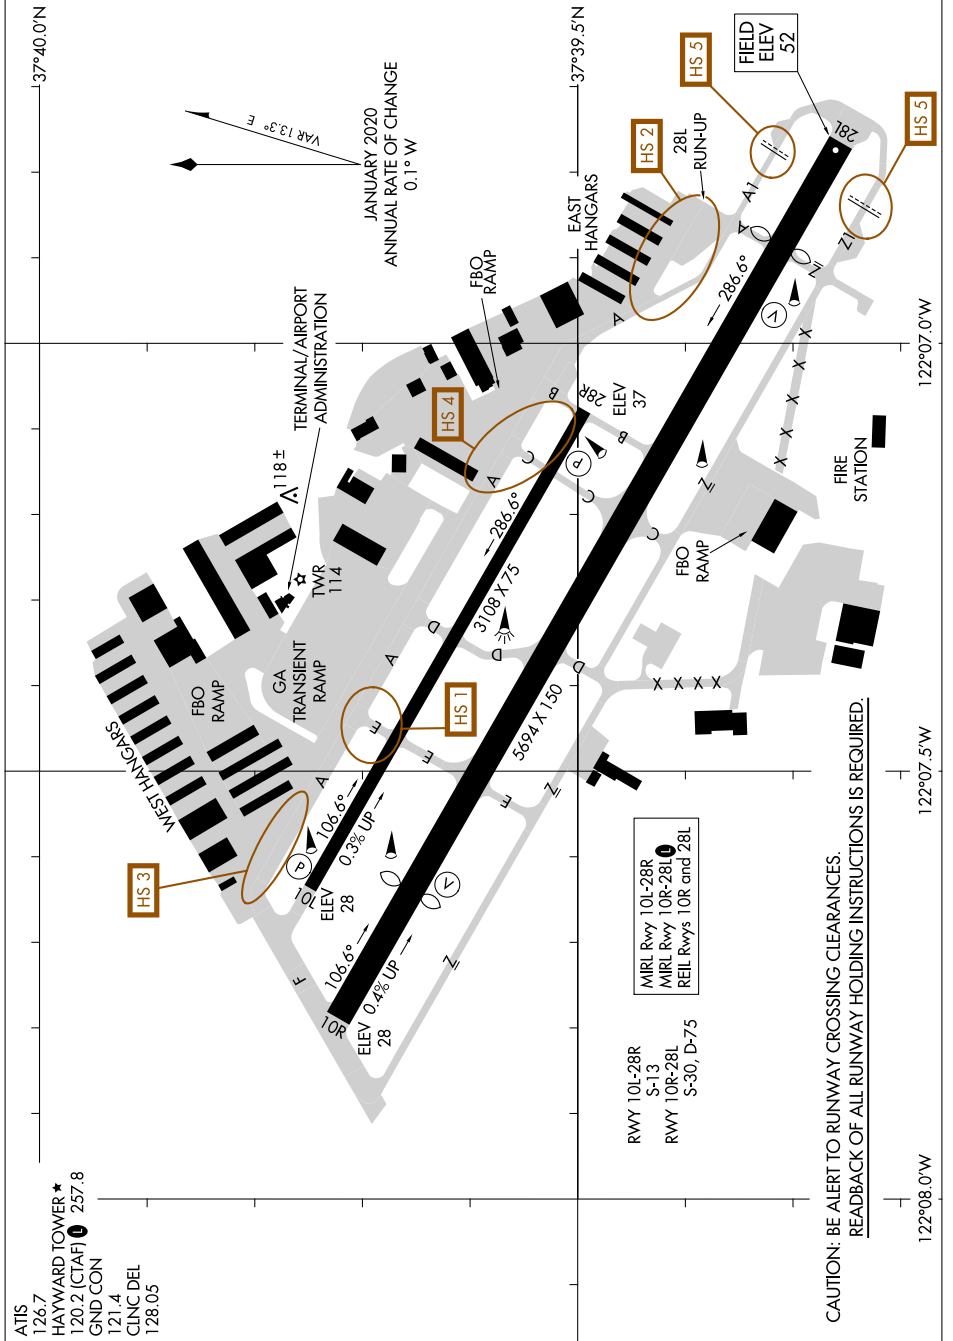 ATIS
126.7
HAYWARD TOWER ★
120.2 (CTAF) L 257.8
GND CON
121.4
CLNC DEL
128.05
37°40.0'N
37°39.5'N
JANUARY 2020
ANNUAL RATE OF CHANGE
0.1° W
VAR 13.3° E
FIELD
ELEV
52
HS 5
HS 5
HS 2
28L
RUN-UP
EAST
HANGARS
FBO
RAMP
TERMINAL/AIRPORT
ADMINISTRATION
118 ±
TWR
114
HS 4
GA
TRANSIENT
RAMP
FBO
RAMP
WEST HANGARS
HS 3
HS 1
A1
A
Z
Z1
28L
286.6°
V
A
B
28R
ELEV
37
B
P
C
A
C
C
286.6°
3108 X 75
D
A
D
D
E
E
E
A
5694 X 150
106.6°
0.3% UP
P
10L
ELEV
28
V
106.6°
0.4% UP
10R
ELEV
28
F
Z
Z
Z
X X X X X
X X X X
FIRE
STATION
FBO
RAMP
122°07.0'W
122°07.5'W
122°08.0'W
MIRL Rwy 10L-28R
MIRL Rwy 10R-28L L
REIL Rwys 10R and 28L
RWY 10L-28R
S-13
RWY 10R-28L
S-30, D-75
CAUTION: BE ALERT TO RUNWAY CROSSING CLEARANCES.
READBACK OF ALL RUNWAY HOLDING INSTRUCTIONS IS REQUIRED.